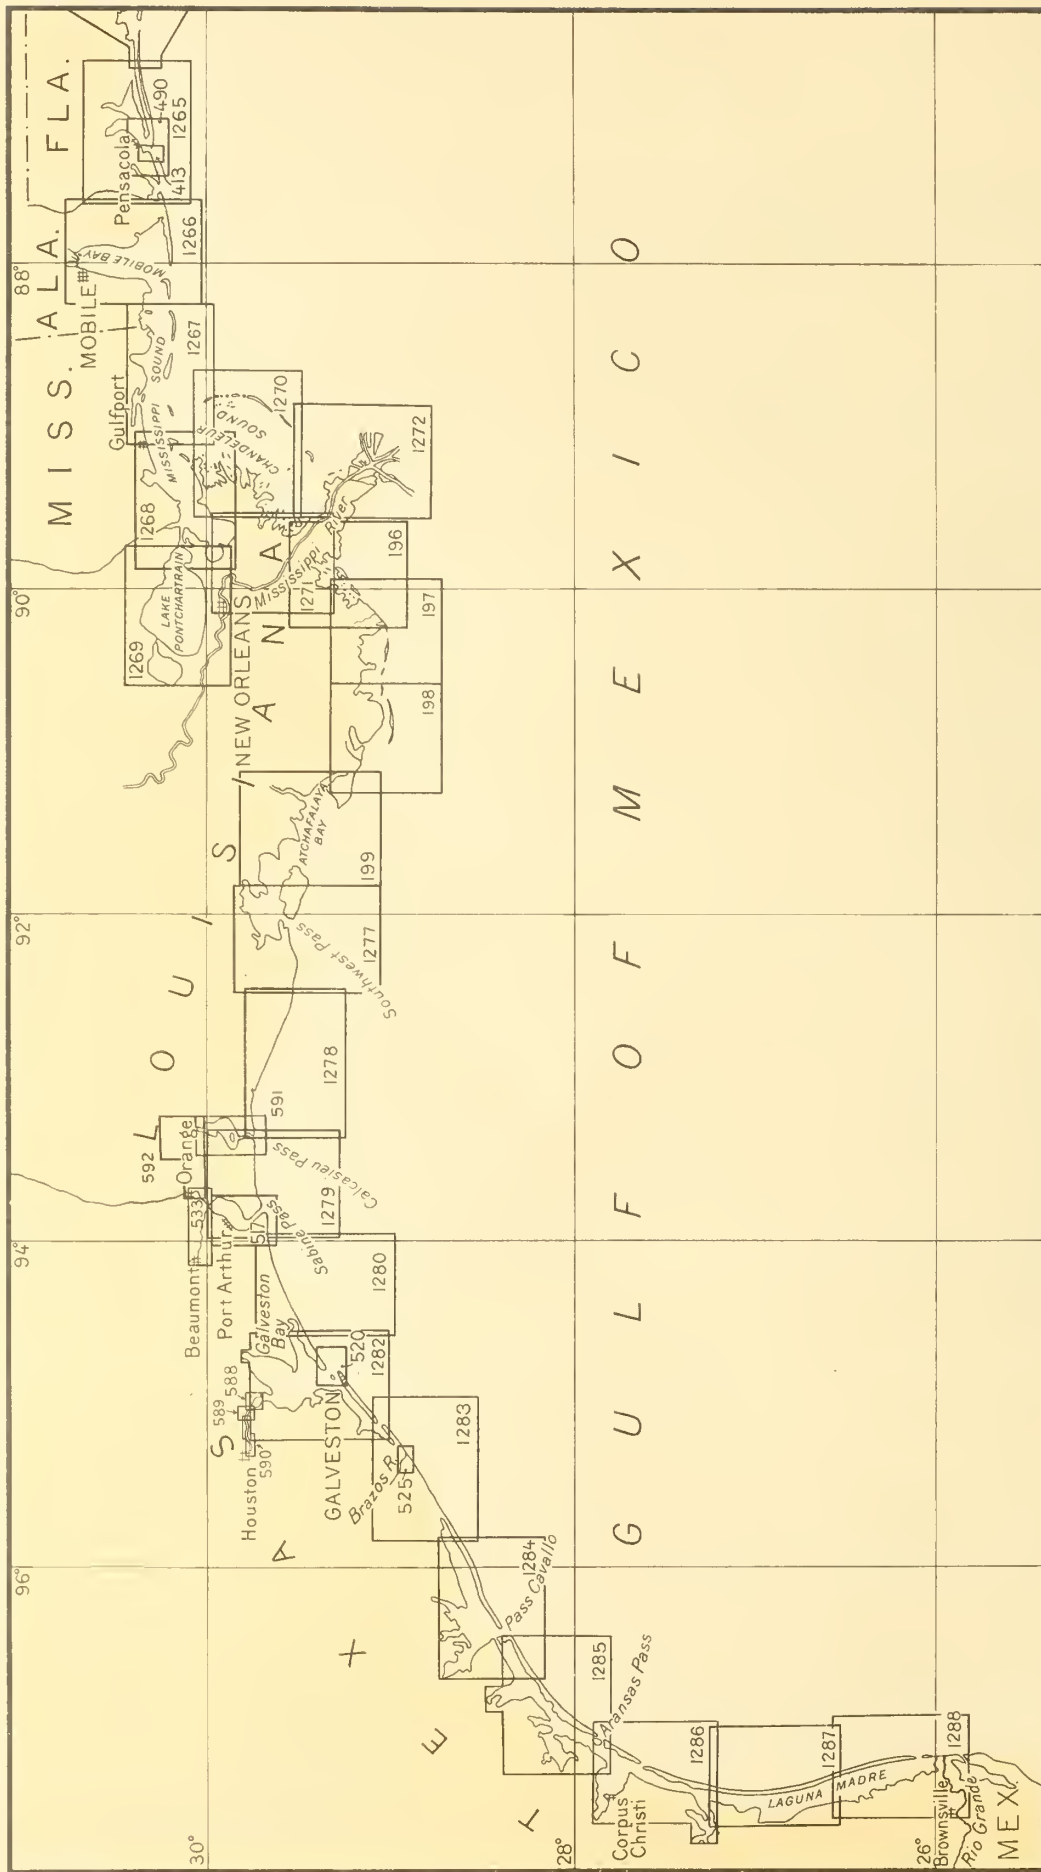 88°
90°
92°
94°
96°
30°
28°
26°
MISS.
ALA.
FLA.
LOUISIANA
TEXAS
MEX.
GULF OF MEXICO
Pensacola
413
490
1265
1266
MOBILE
MOBILE BAY
Gulfport
MISSISSIPPI SOUND
1267
MISSISSIPPI
1268
1269
LAKE
PONTCHARTRAIN
NEW ORLEANS
CHANDELEUR
SOUND
1270
Mississippi River
1271
1272
196
197
198
199
ATCHAFALAYA
BAY
Southwest Pass
1277
1278
591
592
Orange
Calcasieu Pass
1279
533
517
Sabine Pass
Beaumont
Port Arthur
1280
Galveston
Bay
588
589
590
Houston
520
1282
GALVESTON
Brazos R.
525
1283
1284
Pass Cavallo
1285
Aransas Pass
Corpus
Christi
1286
1287
LAGUNA MADRE
1288
Brownsville
Rio Grande